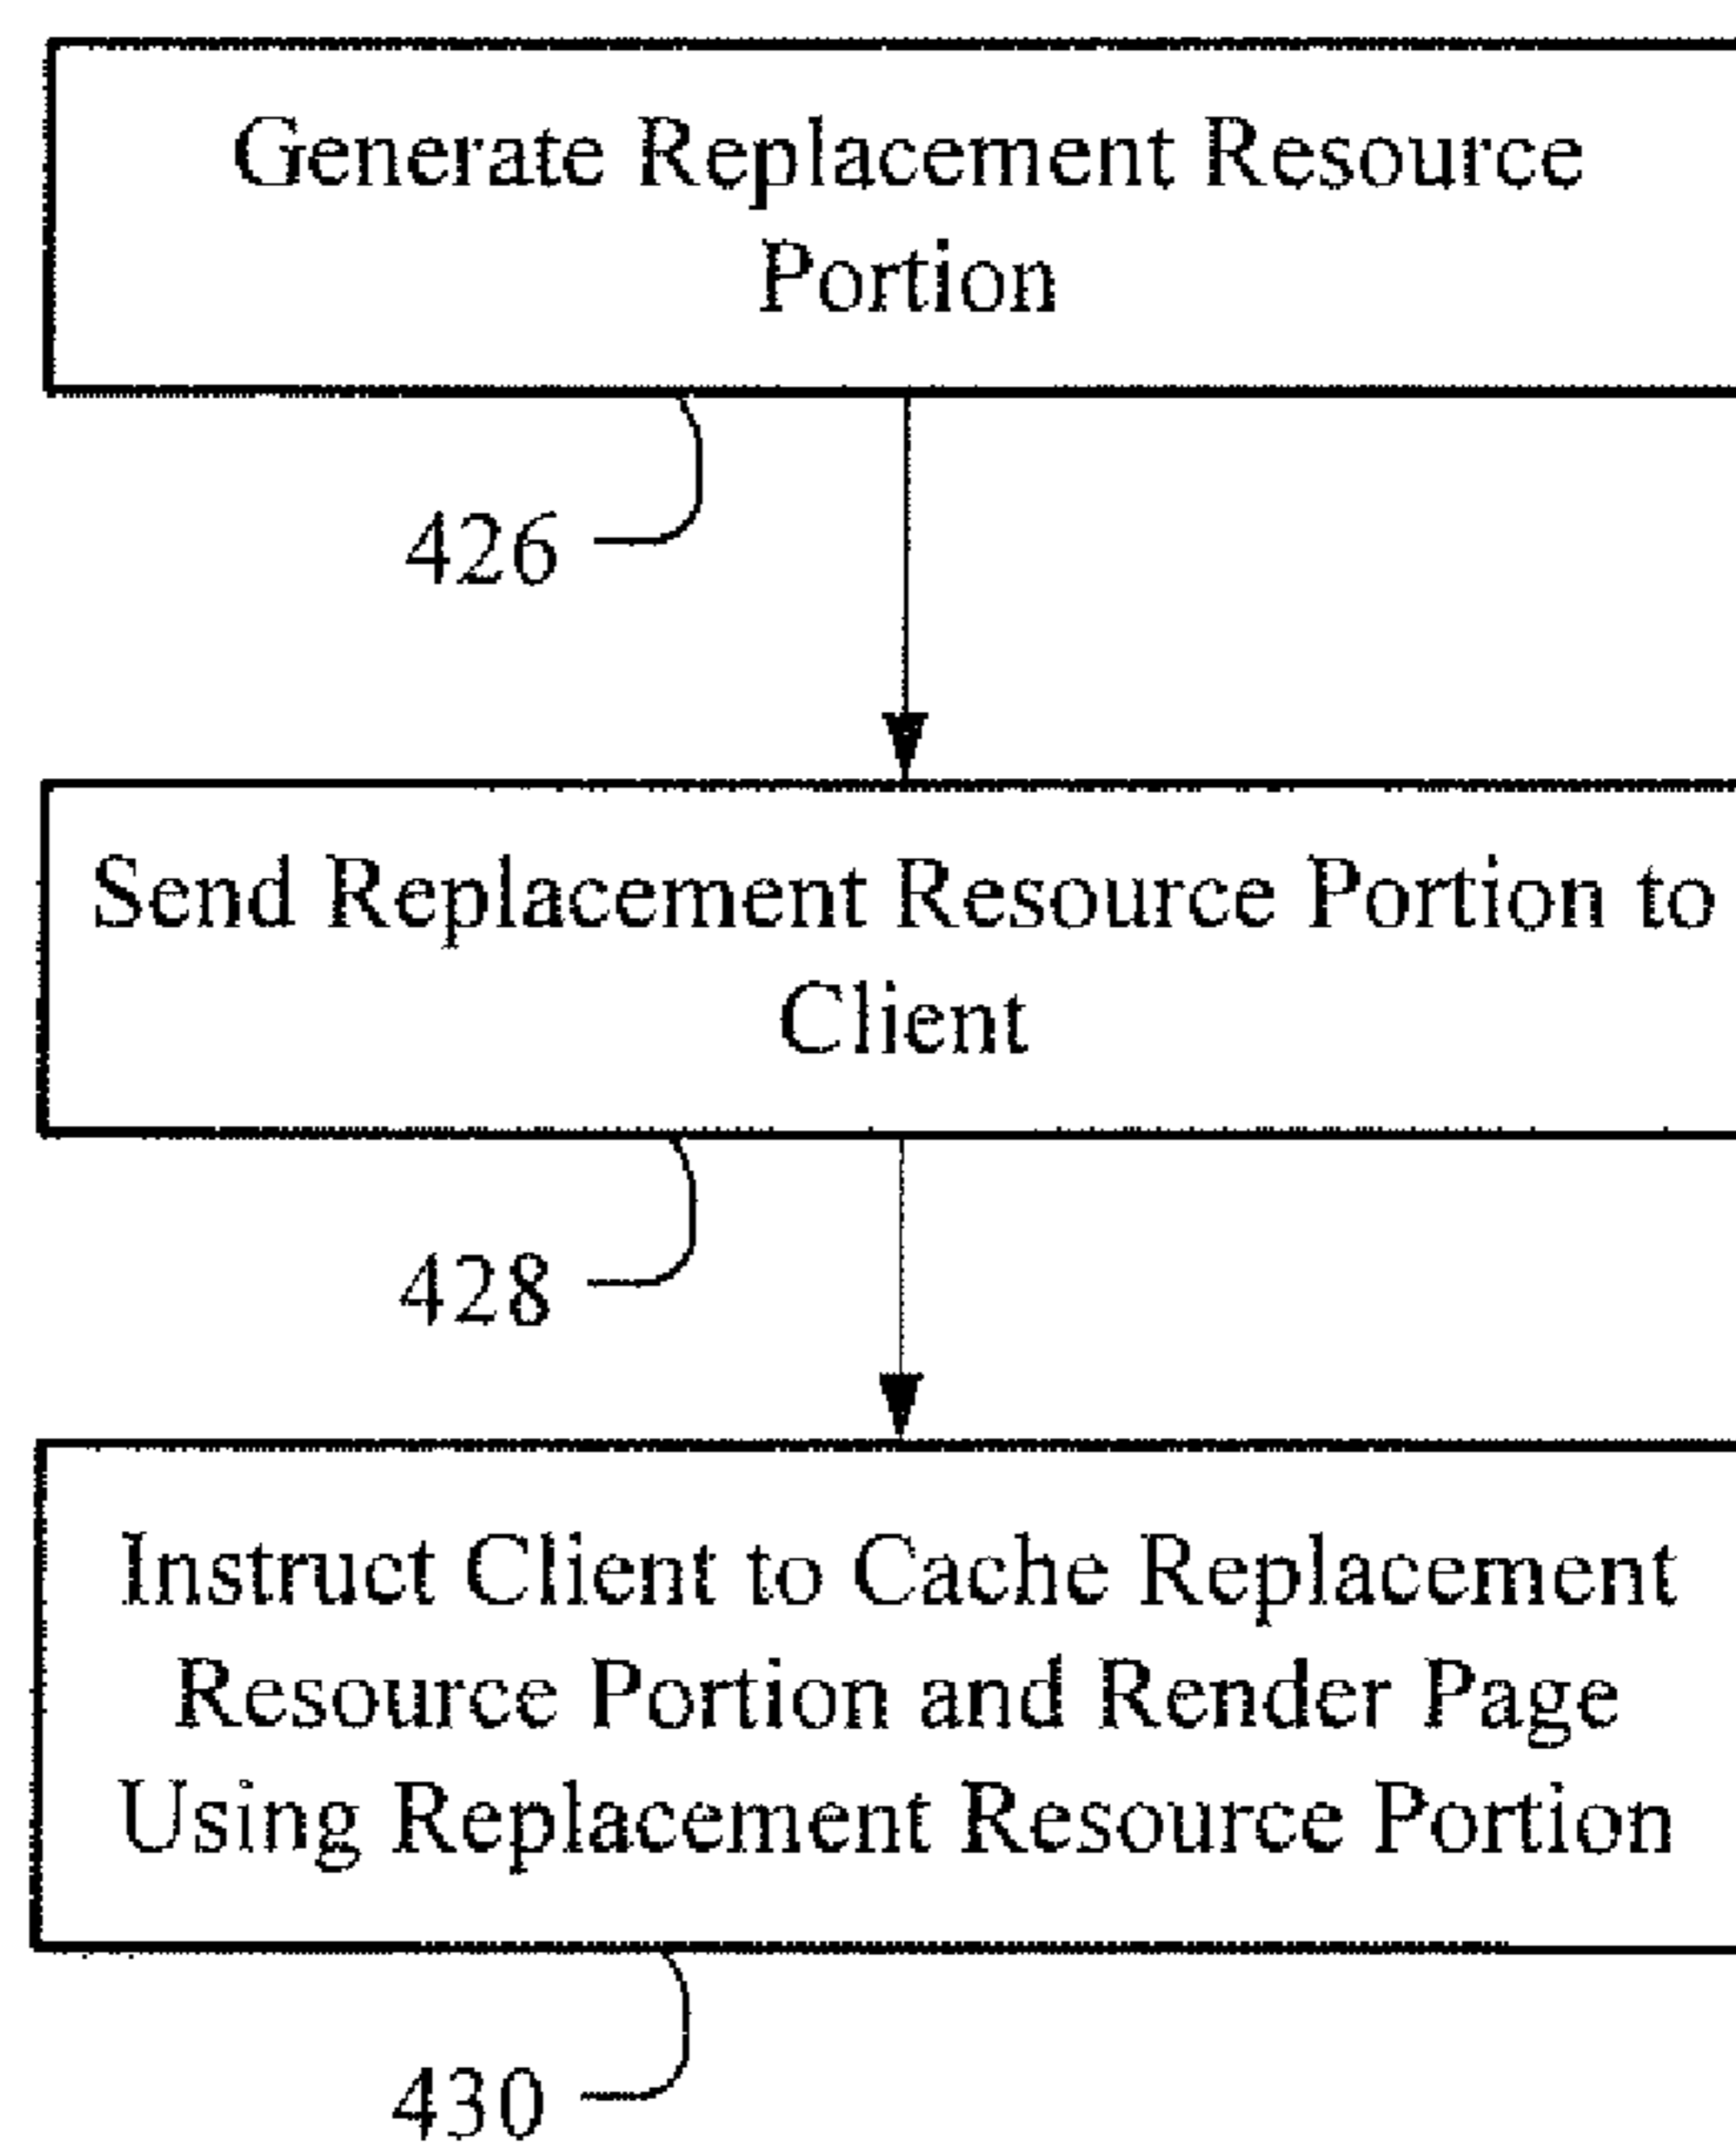 Generate Replacement Resource
Portion
426
Send Replacement Resource Portion to
Client
428
Instruct Client to Cache Replacement
Resource Portion and Render Page
Using Replacement Resource Portion
430